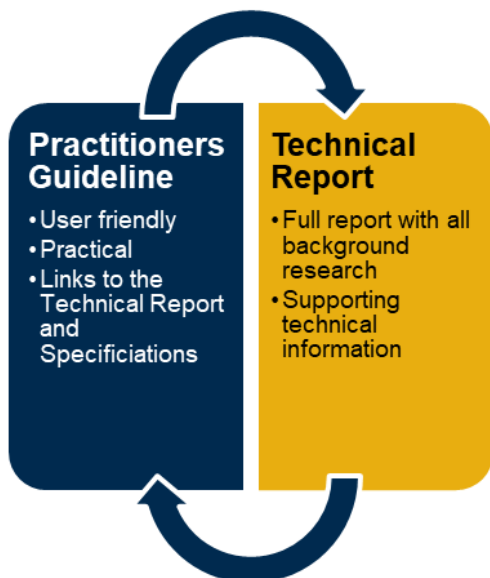 Practitioners
Guideline
•User friendly
•Practical
•Links to the
Technical Report
and
Specificiations
Technical
Report
•Full report with all
background
research
•Supporting
technical
information